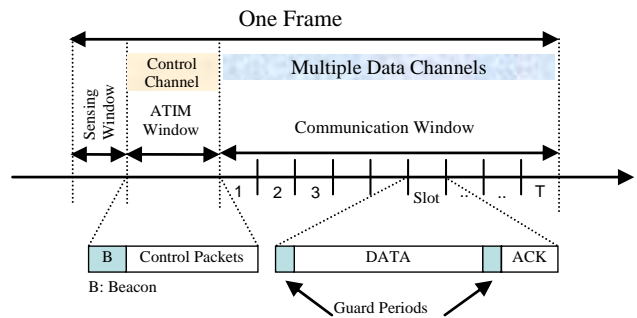 One Frame
Control
Channel
Multiple Data Channels
Sensing
Window
ATIM
Window
Communication Window
1 2 3 Slot .. .. T
B Control Packets
DATA ACK
B: Beacon
Guard Periods